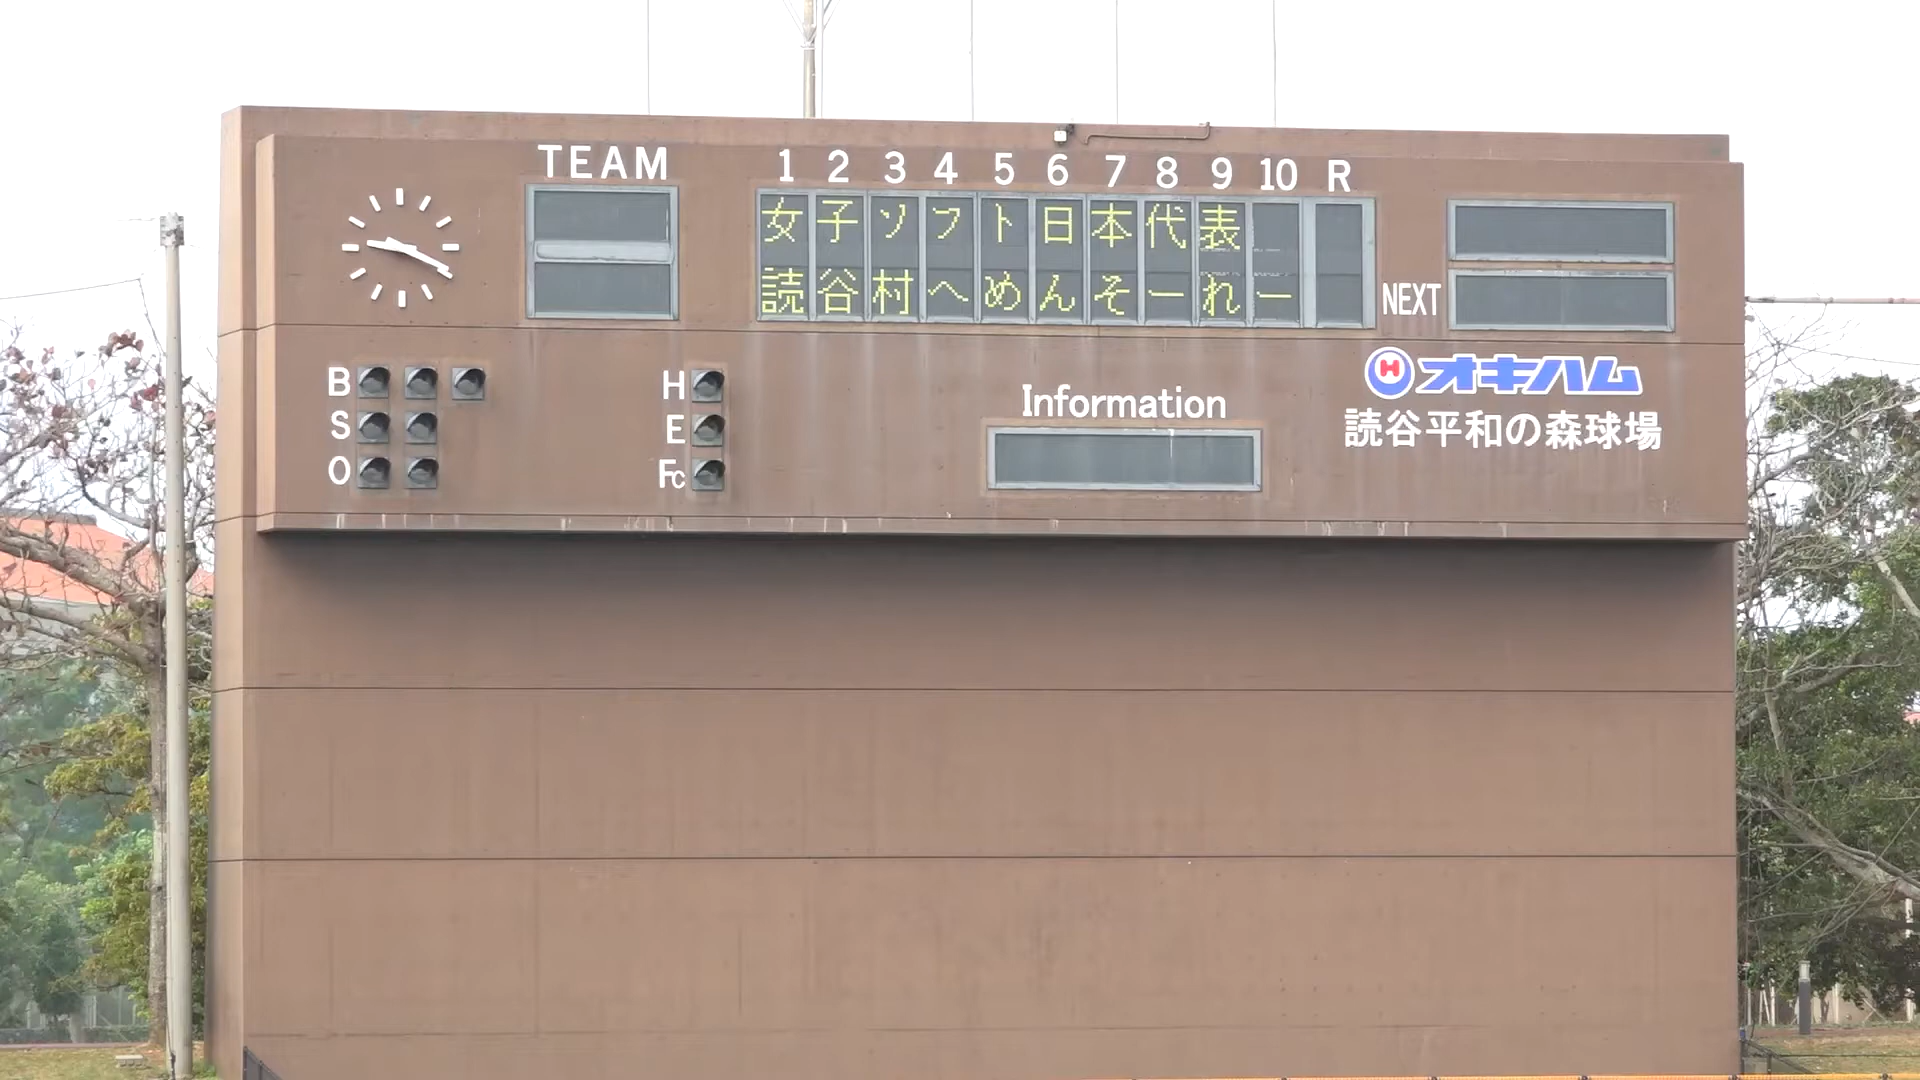 TEAM 1 2 3 4 5 6 7 8 9 10 R
女子ソフト日本代表
読谷村へめんそーれー
NEXT
B
S
O
H
E
Fc
Information
H オキハム
読谷平和の森球場